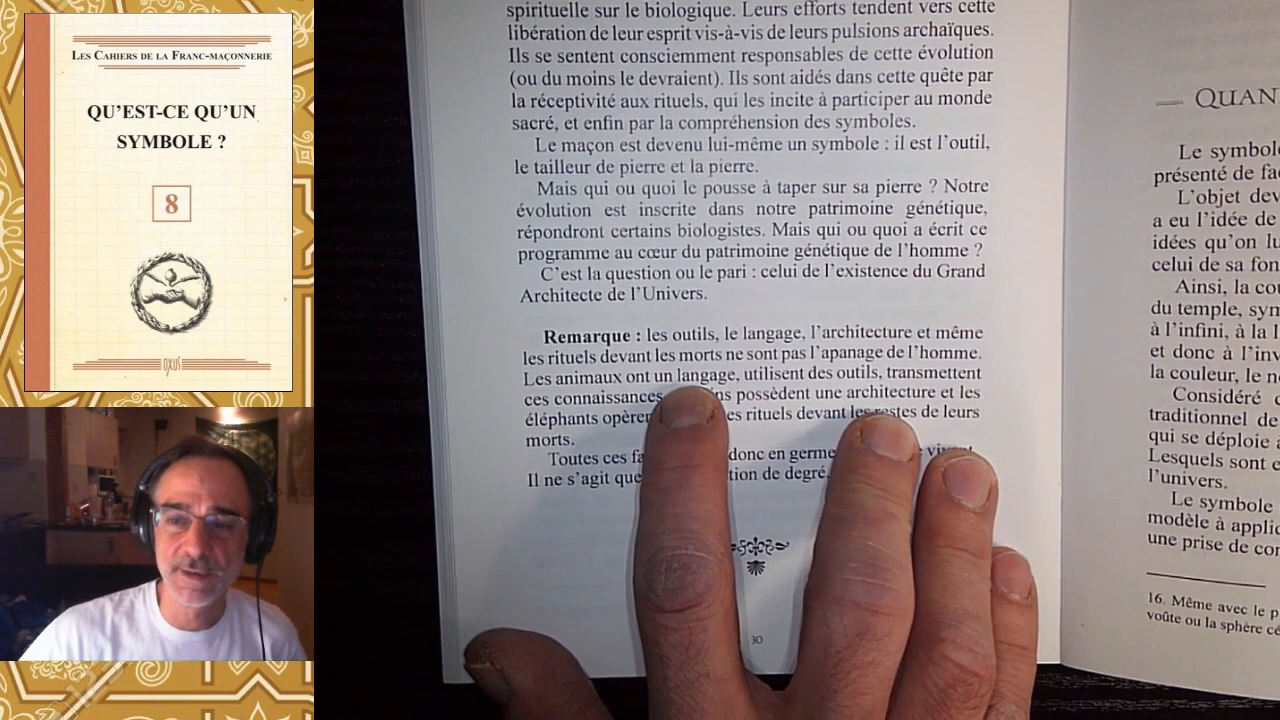 LES CAHIERS DE LA FRANC-MAÇONNERIE
QU'EST-CE QU'UN
SYMBOLE ?
8
OXUS
spirituelle sur le biologique. Leurs efforts tendent vers cette
libération de leur esprit vis-à-vis de leurs pulsions archaïques.
Ils se sentent consciemment responsables de cette évolution
(ou du moins le devraient). Ils sont aidés dans cette quête par
la réceptivité aux rituels, qui les incite à participer au monde
sacré, et enfin par la compréhension des symboles.
Le maçon est devenu lui-même un symbole : il est l'outil,
le tailleur de pierre et la pierre.
Mais qui ou quoi le pousse à taper sur sa pierre ? Notre
évolution est inscrite dans notre patrimoine génétique,
répondront certains biologistes. Mais qui ou quoi a écrit ce
programme au cœur du patrimoine génétique de l'homme ?
C'est la question ou le pari : celui de l'existence du Grand
Architecte de l'Univers.
Remarque : les outils, le langage, l'architecture et même
les rituels devant les morts ne sont pas l'apanage de l'homme.
Les animaux ont un langage, utilisent des outils, transmettent
ces connaissances possèdent une architecture et les
éléphants rituels devant les restes de leurs
morts.
Toutes ces donc en germe
Il ne s'agit que de degré.
30
QUAN
Le symbole
présenté de fa
L'objet dev
a eu l'idée de
idées qu'on lu
celui de sa fon
Ainsi, la cou
du temple, sym
à l'infini, à la l
et donc à l'inv
la couleur, le n
Considéré c
traditionnel de
qui se déploie
Lesquels sont e
l'univers.
Le symbole
modèle à appli
une prise de co
16. Même avec le p
voûte ou la sphère cé